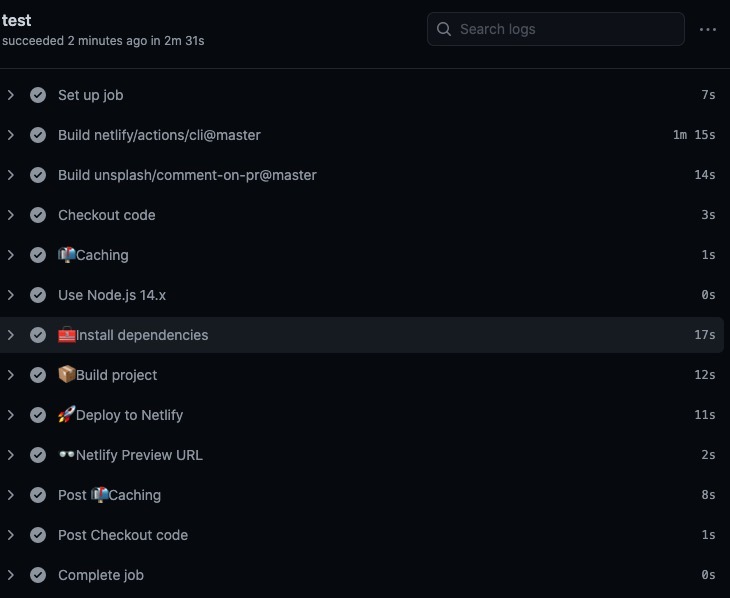 test
succeeded 2 minutes ago in 2m 31s
Search logs
Set up job 7s
Build netlify/actions/cli@master 1m 15s
Build unsplash/comment-on-pr@master 14s
Checkout code 3s
📬Caching 1s
Use Node.js 14.x 0s
🧰Install dependencies 17s
📦Build project 12s
🚀Deploy to Netlify 11s
👓Netlify Preview URL 2s
Post 📬Caching 8s
Post Checkout code 1s
Complete job 0s